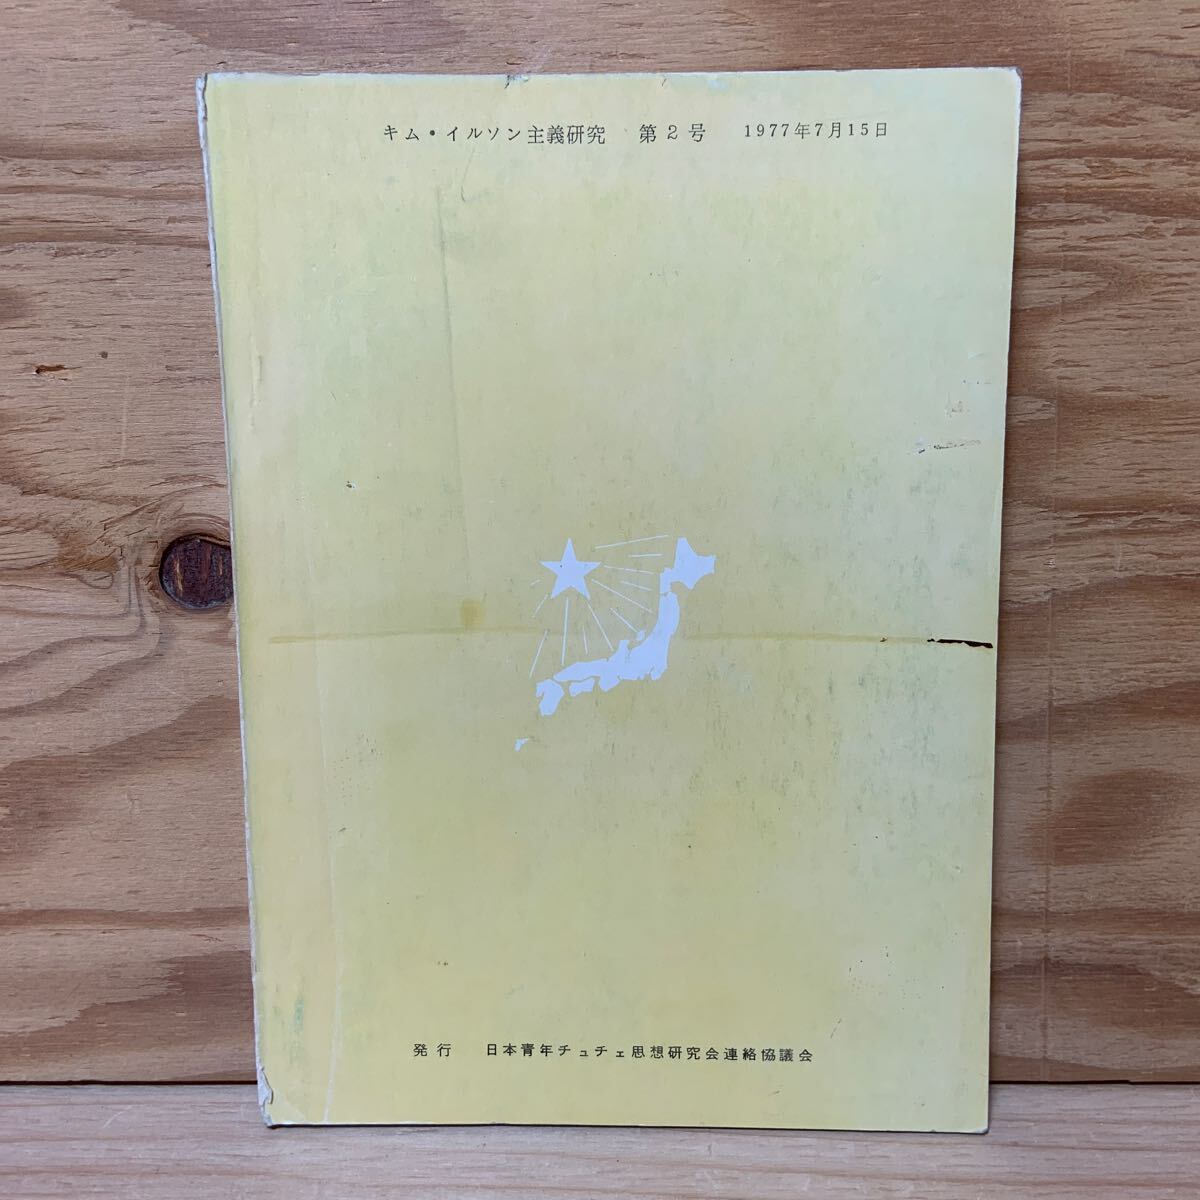 キム・イルソン主義研究　第２号　1977年7月15日
発行　日本青年チュチェ思想研究会連絡協議会